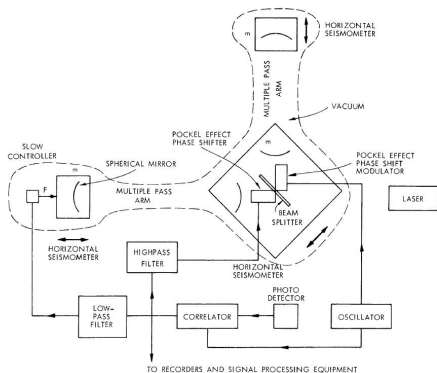 HORIZONTAL
SEISMOMETER
m
MULTIPLE PASS
ARM
VACUUM
POCKEL EFFECT
PHASE SHIFTER
m
SLOW
CONTROLLER
SPHERICAL MIRROR
POCKEL EFFECT
PHASE SHIFT
MODULATOR
m
F
MULTIPLE PASS
ARM
BEAM
SPLITTER
LASER
HORIZONTAL
SEISMOMETER
HIGHPASS
FILTER
HORIZONTAL
SEISMOMETER
PHOTO
DETECTOR
LOW-
PASS
FILTER
CORRELATOR
OSCILLATOR
TO RECORDERS AND SIGNAL PROCESSING EQUIPMENT